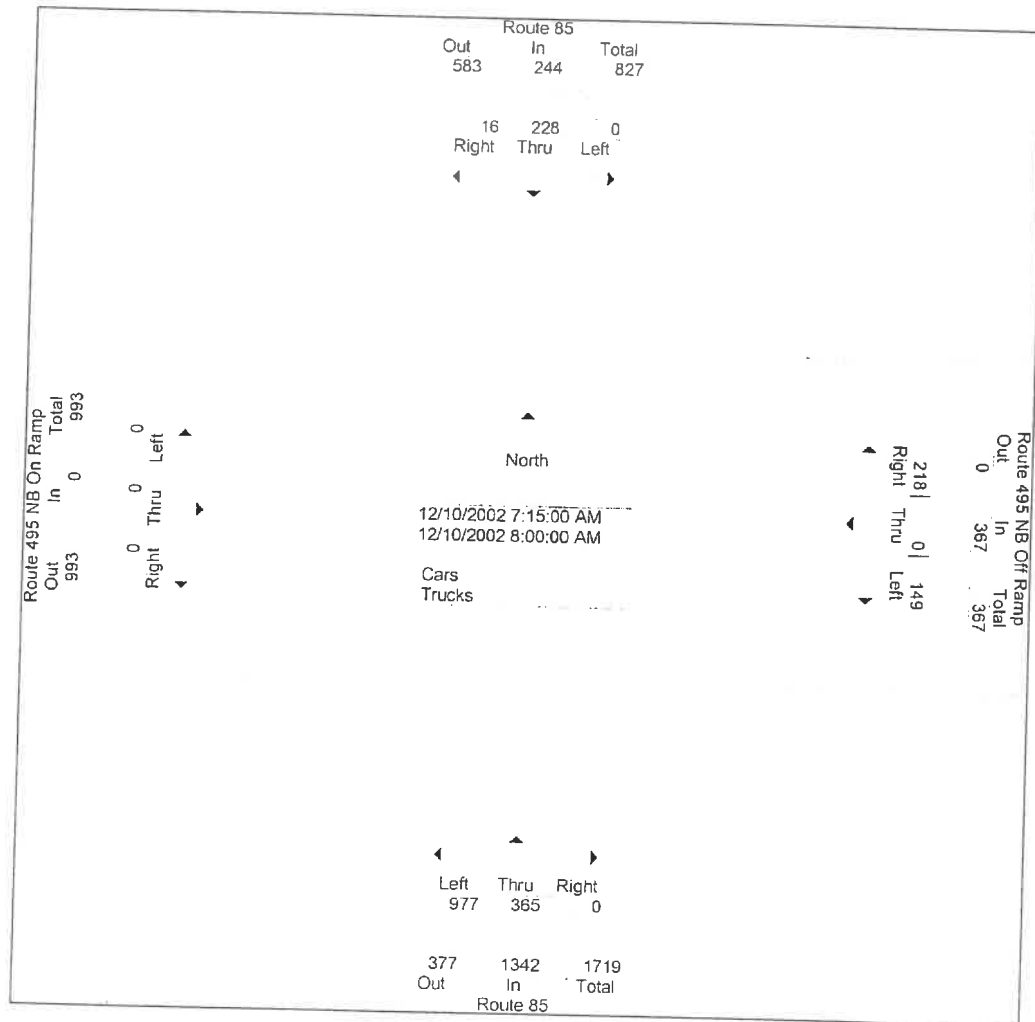 Route 85
Out In Total
583 244 827
16 228 0
Right Thru Left
Route 495 NB On Ramp
Out In Total
993 0 993
0 0 0
Right Thru Left
North
12/10/2002 7:15:00 AM
12/10/2002 8:00:00 AM
Cars
Trucks
Route 495 NB Off Ramp
Out In Total
0 367 367
218 0 149
Right Thru Left
Left Thru Right
977 365 0
377 1342 1719
Out In Total
Route 85